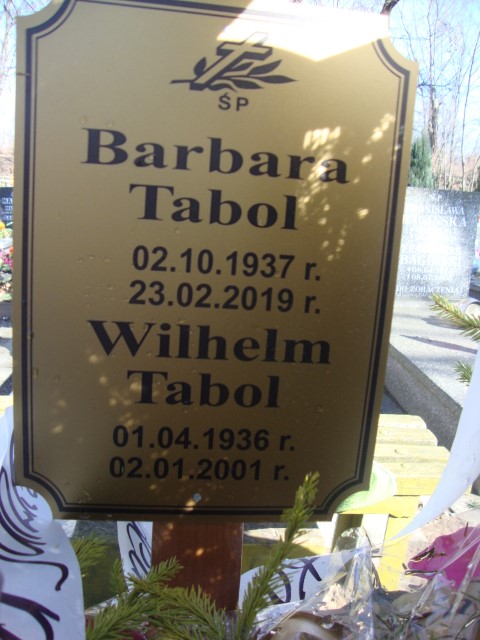 ŚP
Barbara
Tabol
02.10.1937 r.
23.02.2019 r.
Wilhelm
Tabol
01.04.1936 r.
02.01.2001 r.